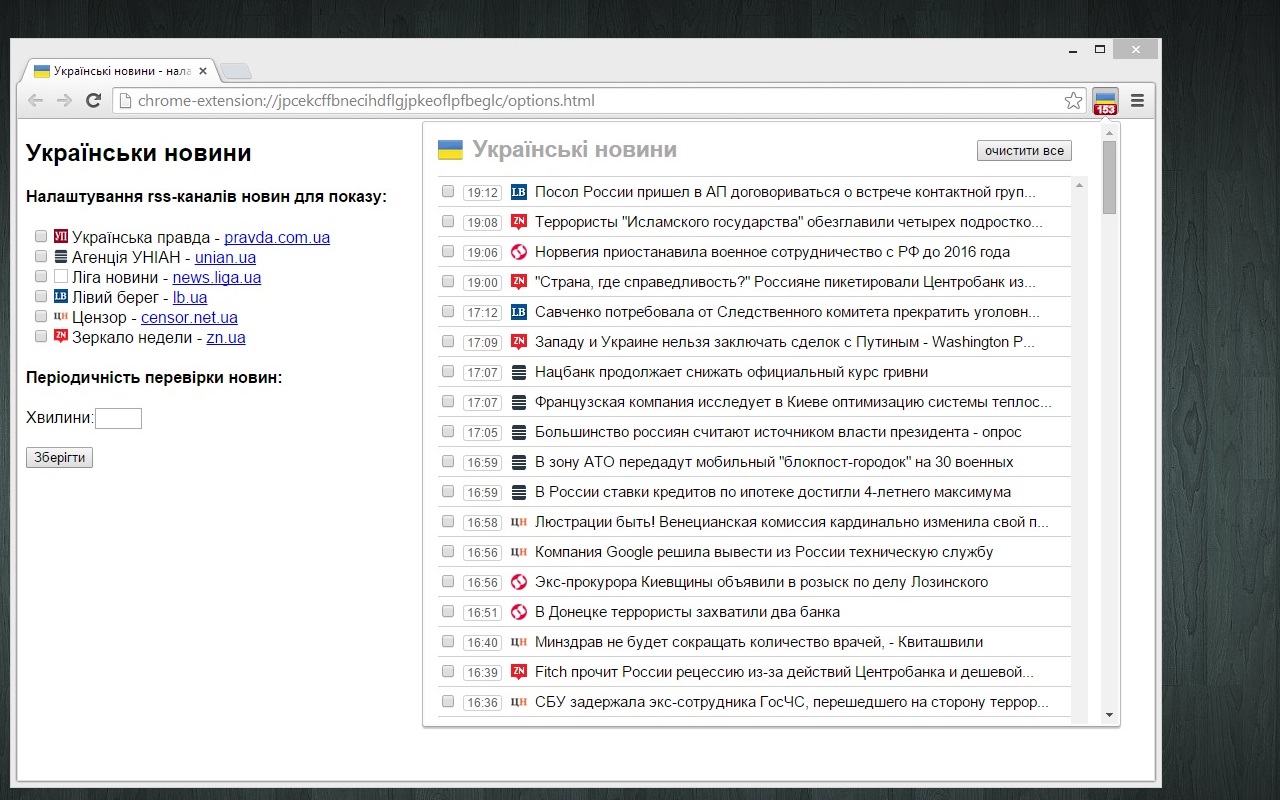 Українські новини - нала
chrome-extension://jpcekcffbnecihdflgjpkeoflpfbeglc/options.html
153
Українськи новини
Налаштування rss-каналів новин для показу:
УП Українська правда - pravda.com.ua
Агенція УНІАН - unian.ua
Ліга новини - news.liga.ua
LB Лівий берег - lb.ua
ЦН Цензор - censor.net.ua
ZN Зеркало недели - zn.ua
Періодичність перевірки новин:
Хвилини:
Зберігти
Українські новини
очистити все
19:12 LB Посол России пришел в АП договориваться о встрече контактной груп...
19:08 ZN Террористы "Исламского государства" обезглавили четырех подростко...
19:06 Норвегия приостановила военное сотрудничество с РФ до 2016 года
19:00 ZN "Страна, где справедливость?" Россияне пикетировали Центробанк из...
17:12 LB Савченко потребовала от Следственного комитета прекратить уголовн...
17:09 ZN Западу и Украине нельзя заключать сделок с Путиным - Washington P...
17:07 Нацбанк продолжает снижать официальный курс гривни
17:07 Французская компания исследует в Киеве оптимизацию системы теплос...
17:05 Большинство россиян считают источником власти президента - опрос
16:59 В зону АТО передадут мобильный "блокпост-городок" на 30 военных
16:59 В России ставки кредитов по ипотеке достигли 4-летнего максимума
16:58 ЦН Люстрации быть! Венецианская комиссия кардинально изменила свой п...
16:56 ЦН Компания Google решила вывести из России техническую службу
16:56 Экс-прокурора Киевщины объявили в розыск по делу Лозинского
16:51 В Донецке террористы захватили два банка
16:40 ЦН Минздрав не будет сокращать количество врачей, - Квиташвили
16:39 ZN Fitch прочит России рецессию из-за действий Центробанка и дешевой...
16:36 ЦН СБУ задержала экс-сотрудника ГосЧС, перешедшего на сторону террор...